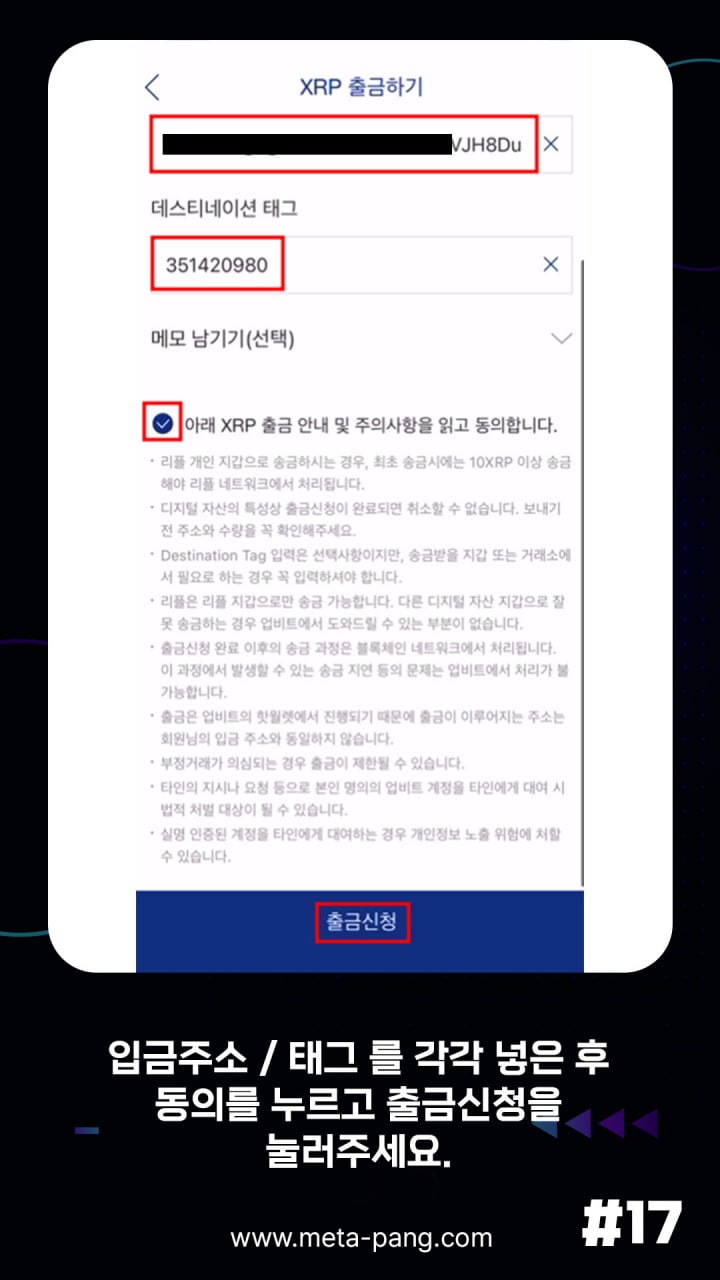 XRP 출금하기
VJH8Du
데스티네이션 태그
351420980
메모 남기기(선택)
아래 XRP 출금 안내 및 주의사항을 읽고 동의합니다.
· 리플 개인 지갑으로 송금하시는 경우, 최초 송금시에는 10XRP 이상 송금
해야 리플 네트워크에서 처리됩니다.
· 디지털 자산의 특성상 출금신청이 완료되면 취소할 수 없습니다. 보내기
전 주소와 수량을 꼭 확인해주세요.
· Destination Tag 입력은 선택사항이지만, 송금받을 지갑 또는 거래소에
서 필요로 하는 경우 꼭 입력하셔야 합니다.
· 리플은 리플 지갑으로만 송금 가능합니다. 다른 디지털 자산 지갑으로 잘
못 송금하는 경우 업비트에서 도와드릴 수 있는 부분이 없습니다.
· 출금신청 완료 이후의 송금 과정은 블록체인 네트워크에서 처리됩니다.
이 과정에서 발생할 수 있는 송금 지연 등의 문제는 업비트에서 처리가 불
가능합니다.
· 출금은 업비트의 핫월렛에서 진행되기 때문에 출금이 이루어지는 주소는
회원님의 입금 주소와 동일하지 않습니다.
· 부정거래가 의심되는 경우 출금이 제한될 수 있습니다.
· 타인의 지시나 요청 등으로 본인 명의의 업비트 계정을 타인에게 대여 시
법적 처벌 대상이 될 수 있습니다.
· 실명 인증된 계정을 타인에게 대여하는 경우 개인정보 노출 위험에 처할
수 있습니다.
출금신청
입금주소 / 태그 를 각각 넣은 후
동의를 누르고 출금신청을
눌러주세요.
#17
www.meta-pang.com